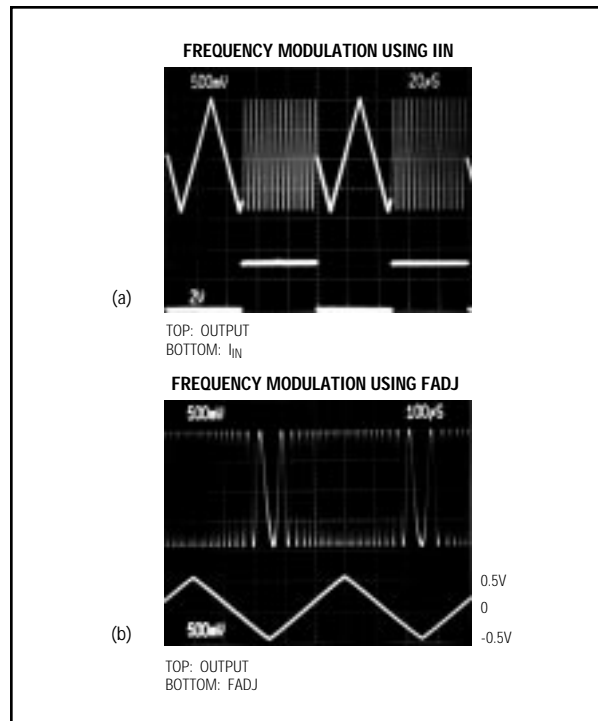 FREQUENCY MODULATION USING IIN
500mV 20µS
2V
(a)
TOP: OUTPUT
BOTTOM: IIN
FREQUENCY MODULATION USING FADJ
500mV 100µS
0.5V
0
500mV
-0.5V
(b)
TOP: OUTPUT
BOTTOM: FADJ